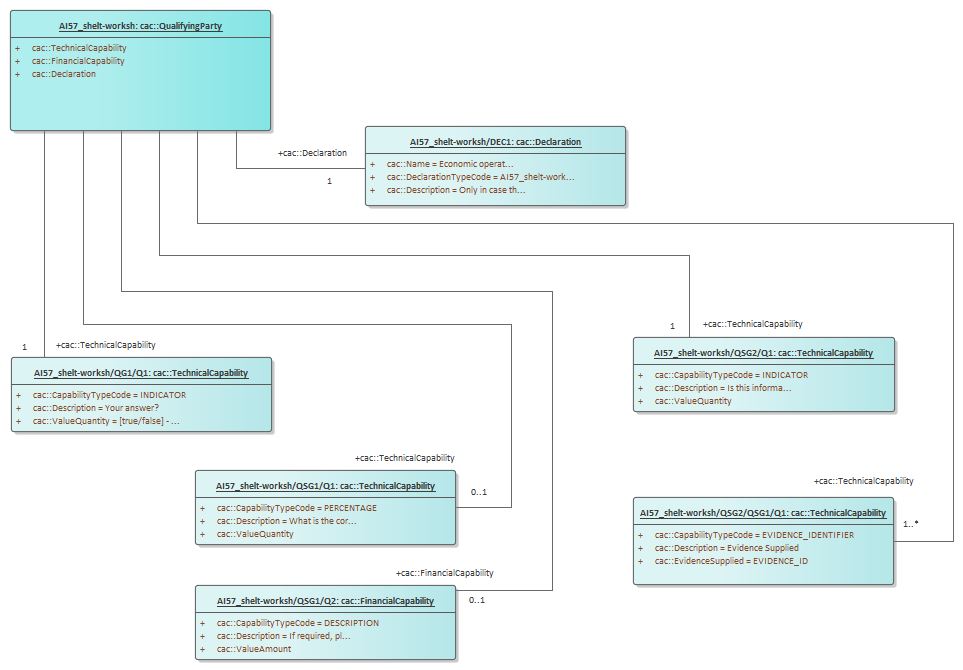 AI57_shelt-worksh: cac::QualifyingParty
+ cac::TechnicalCapability
+ cac::FinancialCapability
+ cac::Declaration
AI57_shelt-worksh/DEC1: cac::Declaration
+ cac::Name = Economic operat...
+ cac::DeclarationTypeCode = AI57_shelt-work...
+ cac::Description = Only in case th...
+cac::Declaration
1
1
+cac::TechnicalCapability
AI57_shelt-worksh/QG1/Q1: cac::TechnicalCapability
+ cac::CapabilityTypeCode = INDICATOR
+ cac::Description = Your answer?
+ cac::ValueQuantity = [true/false] - ...
1
+cac::TechnicalCapability
AI57_shelt-worksh/QSG2/Q1: cac::TechnicalCapability
+ cac::CapabilityTypeCode = INDICATOR
+ cac::Description = Is this informa...
+ cac::ValueQuantity
+cac::TechnicalCapability
0..1
AI57_shelt-worksh/QSG1/Q1: cac::TechnicalCapability
+ cac::CapabilityTypeCode = PERCENTAGE
+ cac::Description = What is the cor...
+ cac::ValueQuantity
+cac::TechnicalCapability
1..*
AI57_shelt-worksh/QSG2/QSG1/Q1: cac::TechnicalCapability
+ cac::CapabilityTypeCode = EVIDENCE_IDENTIFIER
+ cac::Description = Evidence Supplied
+ cac::EvidenceSupplied = EVIDENCE_ID
+cac::FinancialCapability
0..1
AI57_shelt-worksh/QSG1/Q2: cac::FinancialCapability
+ cac::CapabilityTypeCode = DESCRIPTION
+ cac::Description = If required, pl...
+ cac::ValueAmount